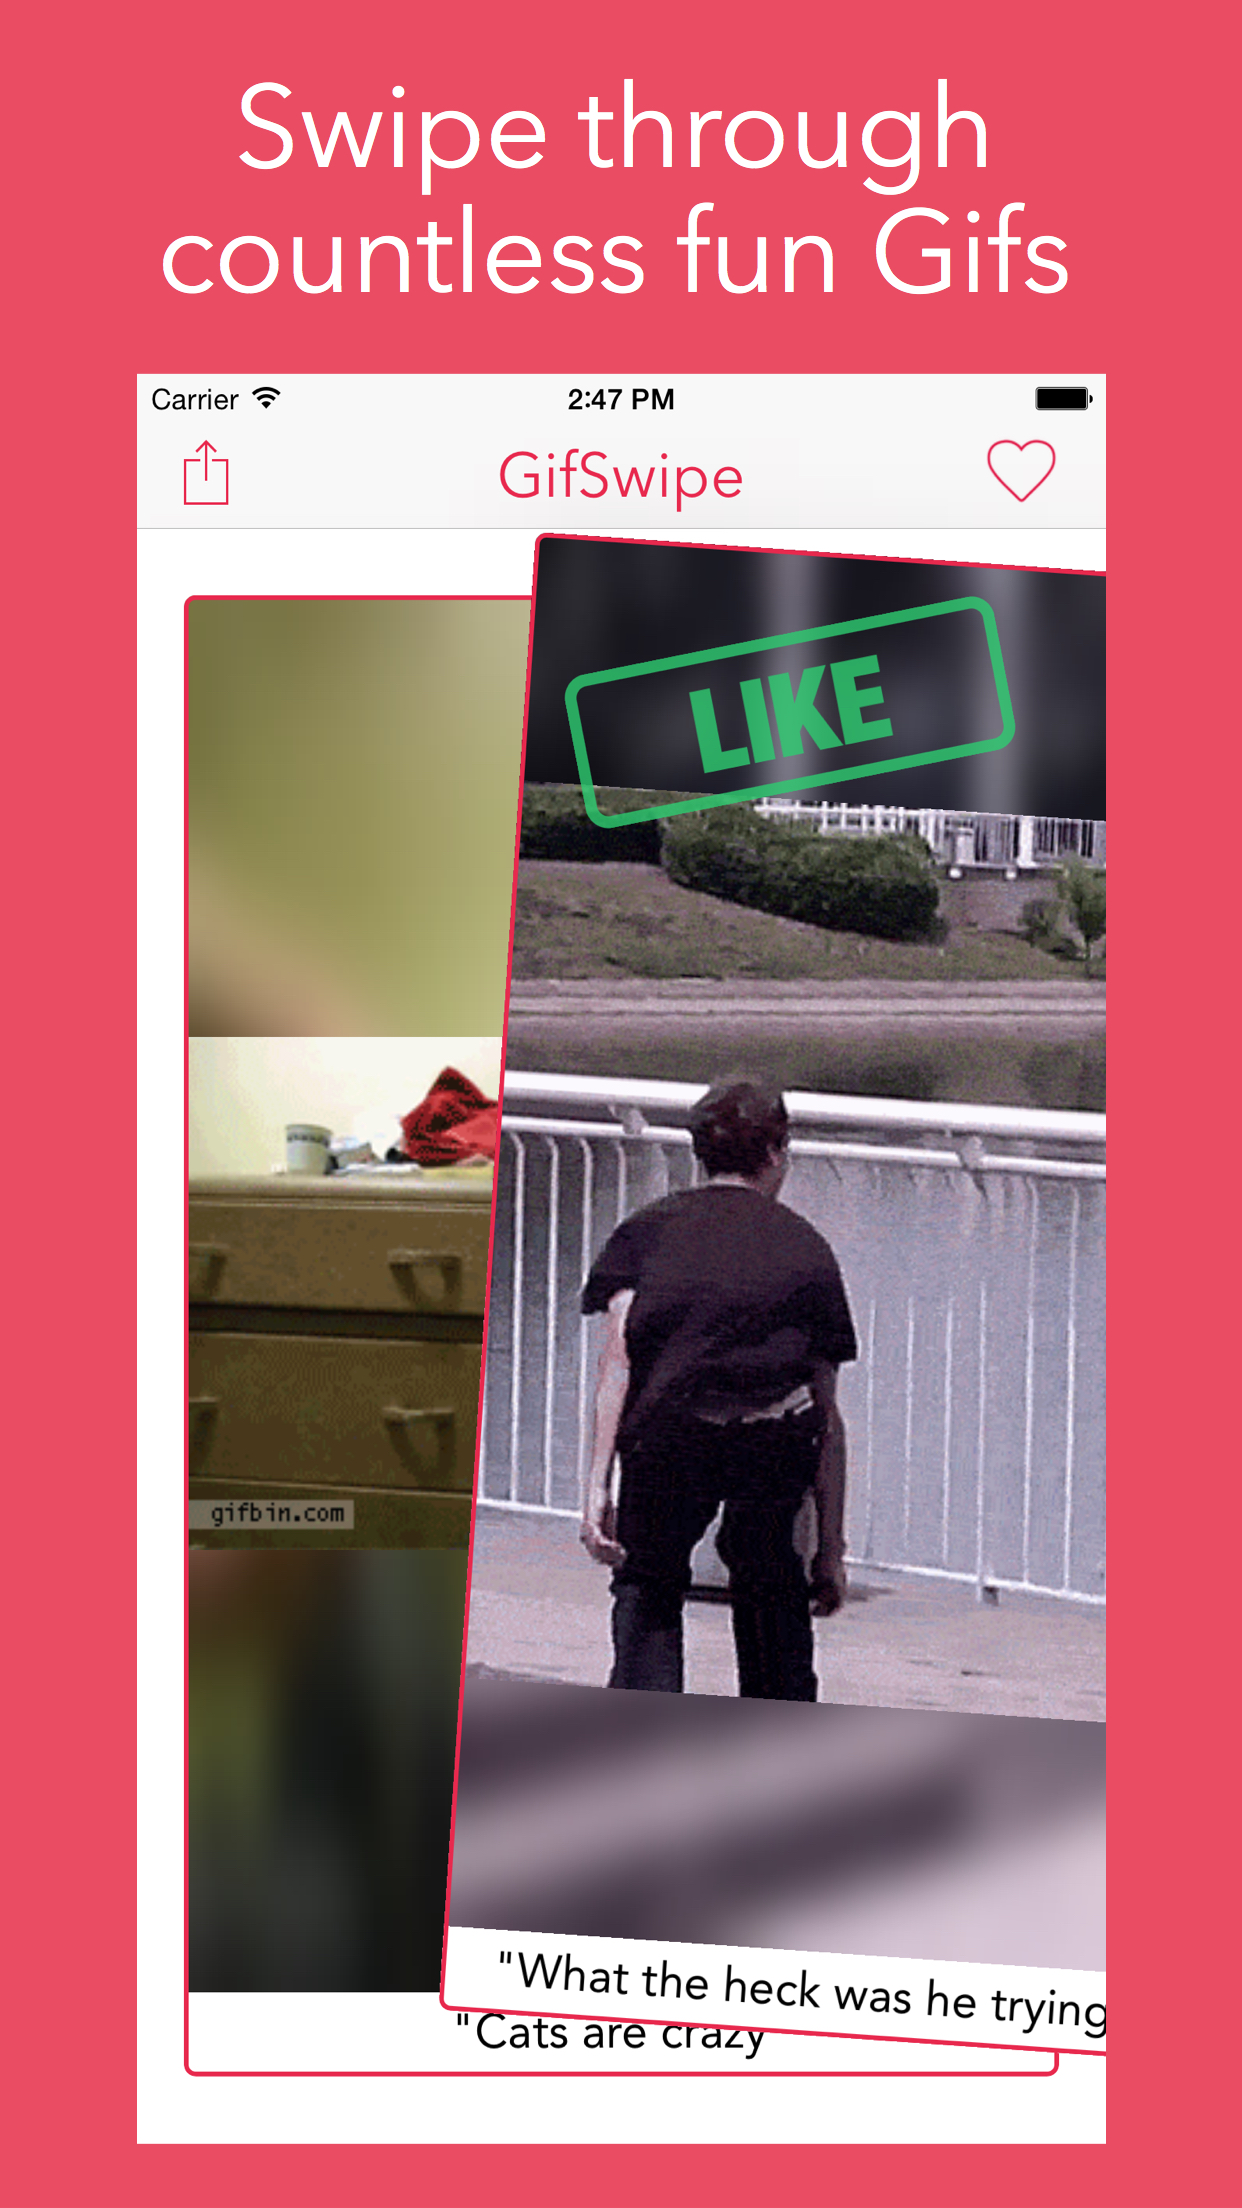 Swipe through
countless fun Gifs
Carrier
2:47 PM
GifSwipe
LIKE
gifbin.com
"What the heck was he trying
"Cats are crazy